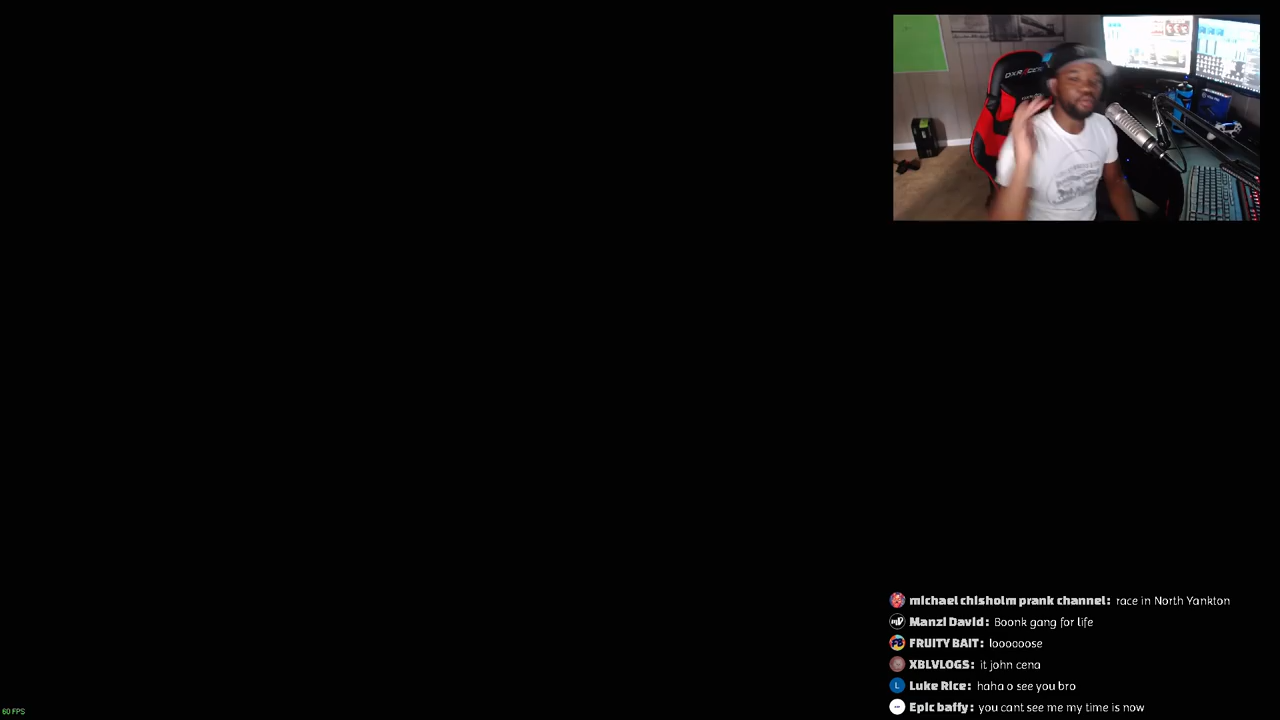 DXRACER
michael chisholm prank channel: race in North Yankton
Manzi David: Boonk gang for life
FRUITY BAIT: loooooose
XBLVLOGS: it john cena
L Luke Rice: haha o see you bro
Epic baffy: you cant see me my time is now
60 FPS